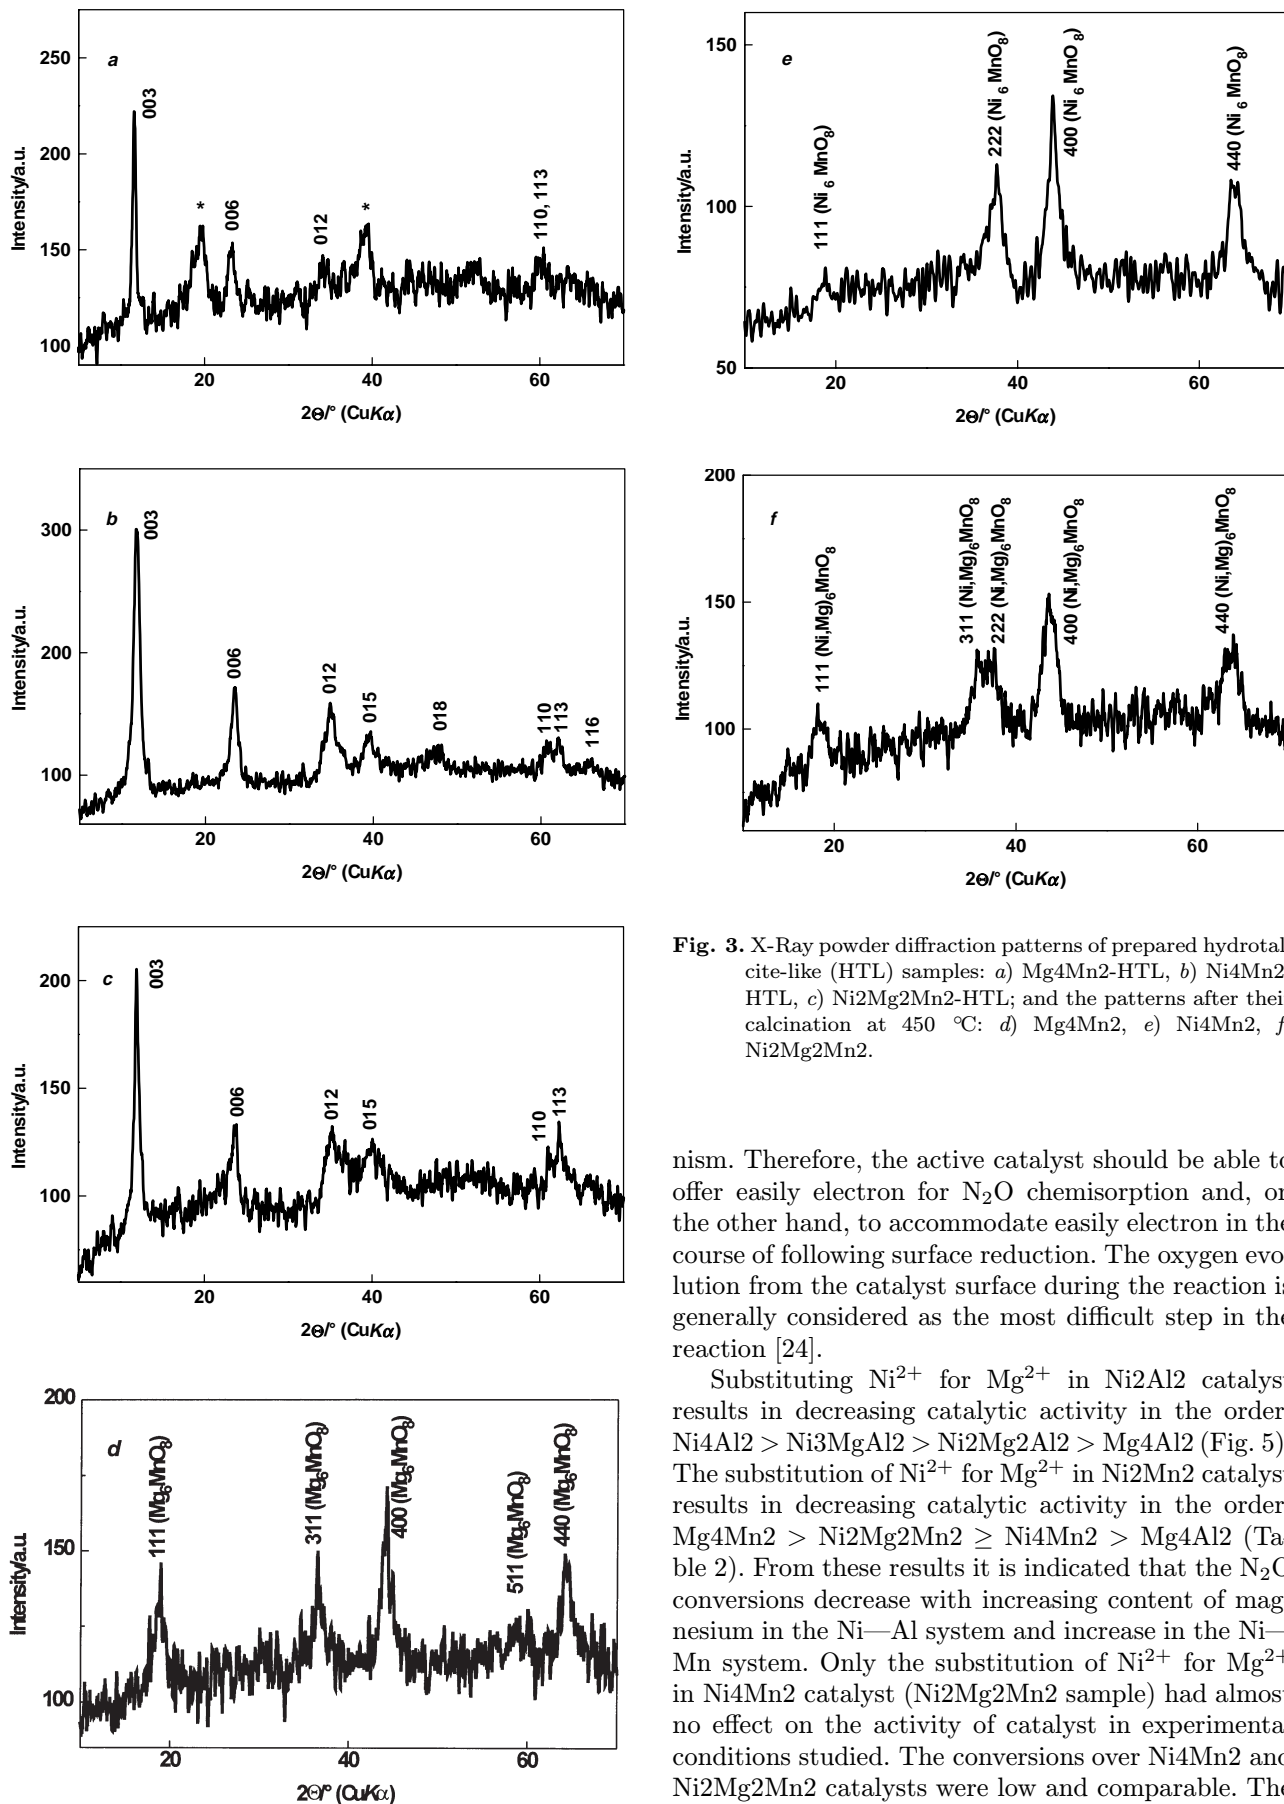 a
003
*
006
012
*
110, 113
250
200
150
100
Intensity/a.u.
20 40 60
2Θ/° (CuKα)
b
003
006
012
015
018
110
113
116
300
200
100
Intensity/a.u.
20 40 60
2Θ/° (CuKα)
c
003
006
012
015
110
113
200
150
100
Intensity/a.u.
20 40 60
2Θ/° (CuKα)
d
111 (Mg6MnO8)
311 (Mg6MnO8)
400 (Mg6MnO8)
511 (Mg6MnO8)
440 (Mg6MnO8)
200
150
100
Intensity/a.u.
20 40 60
2Θ/° (CuKα)
e
111 (Ni6MnO8)
222 (Ni6MnO8)
400 (Ni6MnO8)
440 (Ni6MnO8)
150
100
50
Intensity/a.u.
20 40 60
2Θ/° (CuKα)
f
111 (Ni,Mg)6MnO8
311 (Ni,Mg)6MnO8
222 (Ni,Mg)6MnO8
400 (Ni,Mg)6MnO8
440 (Ni,Mg)6MnO8
200
150
100
Intensity/a.u.
20 40 60
2Θ/° (CuKα)
Fig. 3. X-Ray powder diffraction patterns of prepared hydrotal
cite-like (HTL) samples: a) Mg4Mn2-HTL, b) Ni4Mn2
HTL, c) Ni2Mg2Mn2-HTL; and the patterns after thei
calcination at 450 °C: d) Mg4Mn2, e) Ni4Mn2, f
Ni2Mg2Mn2.
nism. Therefore, the active catalyst should be able to
offer easily electron for N2O chemisorption and, on
the other hand, to accommodate easily electron in the
course of following surface reduction. The oxygen evo
lution from the catalyst surface during the reaction is
generally considered as the most difficult step in the
reaction [24].
Substituting Ni2+ for Mg2+ in Ni2Al2 catalyst
results in decreasing catalytic activity in the order
Ni4Al2 > Ni3MgAl2 > Ni2Mg2Al2 > Mg4Al2 (Fig. 5)
The substitution of Ni2+ for Mg2+ in Ni2Mn2 catalyst
results in decreasing catalytic activity in the order
Mg4Mn2 > Ni2Mg2Mn2 ≥ Ni4Mn2 > Mg4Al2 (Ta
ble 2). From these results it is indicated that the N2O
conversions decrease with increasing content of mag
nesium in the Ni—Al system and increase in the Ni—
Mn system. Only the substitution of Ni2+ for Mg2+
in Ni4Mn2 catalyst (Ni2Mg2Mn2 sample) had almost
no effect on the activity of catalyst in experimenta
conditions studied. The conversions over Ni4Mn2 and
Ni2Mg2Mn2 catalysts were low and comparable. The